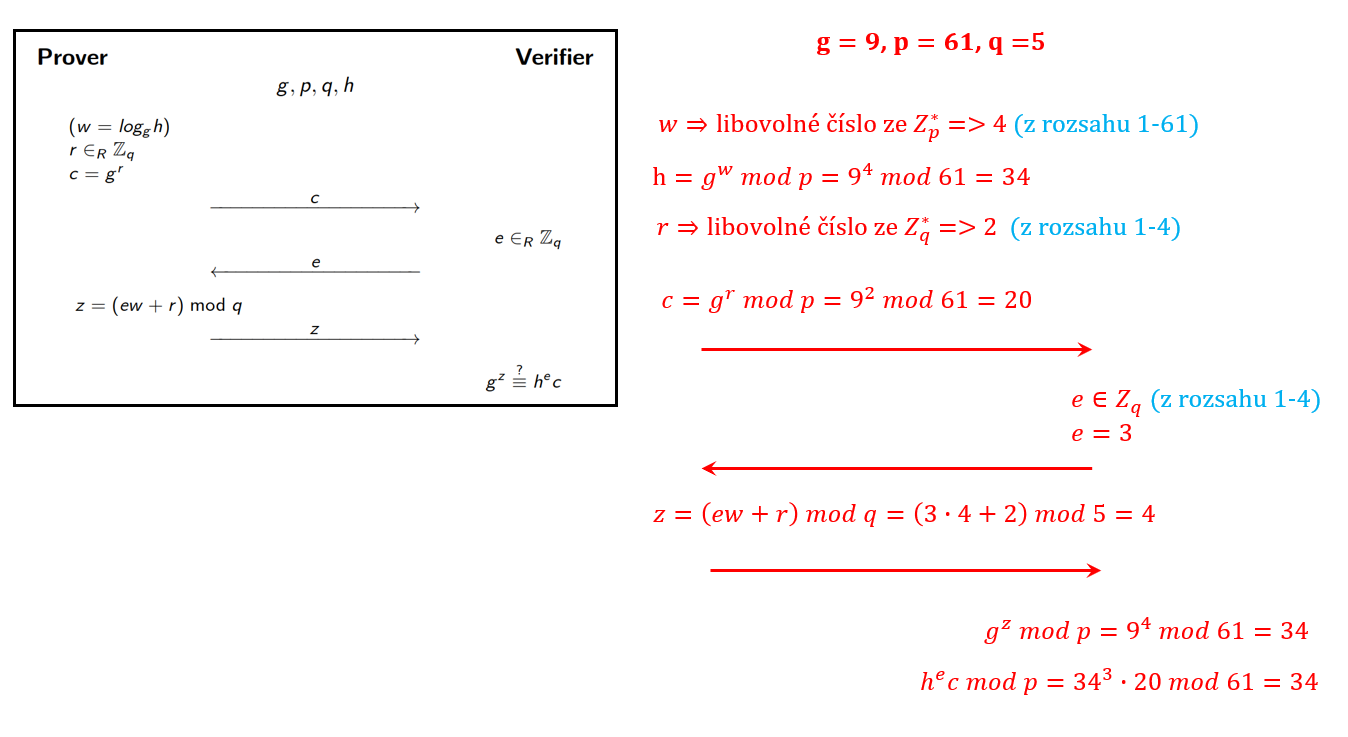 Prover Verifier
g, p, q, h
(w = log_g h)
r ∈_R ℤ_q
c = g^r
c
e ∈_R ℤ_q
e
z = (ew + r) mod q
z
g^z ≟≡ h^e c
g = 9, p = 61, q =5
w ⇒ libovolné číslo ze Z_p^* => 4 (z rozsahu 1-61)
h = g^w mod p = 9^4 mod 61 = 34
r ⇒ libovolné číslo ze Z_q^* => 2 (z rozsahu 1-4)
c = g^r mod p = 9^2 mod 61 = 20
e ∈ Z_q (z rozsahu 1-4)
e = 3
z = (ew + r) mod q = (3 · 4 + 2) mod 5 = 4
g^z mod p = 9^4 mod 61 = 34
h^e c mod p = 34^3 · 20 mod 61 = 34